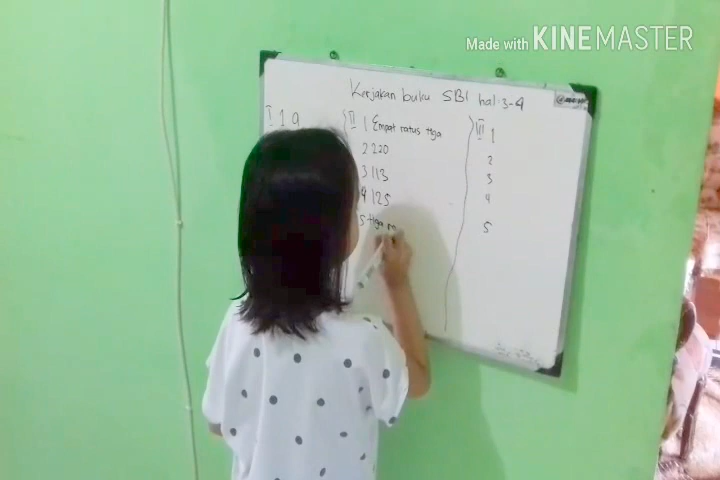 Made with KINEMASTER
Kerjakan buku SBI hal 3-4
I 1 a
II 1 Empat ratus tiga
2 220
3 113
4 125
5 tiga
III 1
2
3
4
5